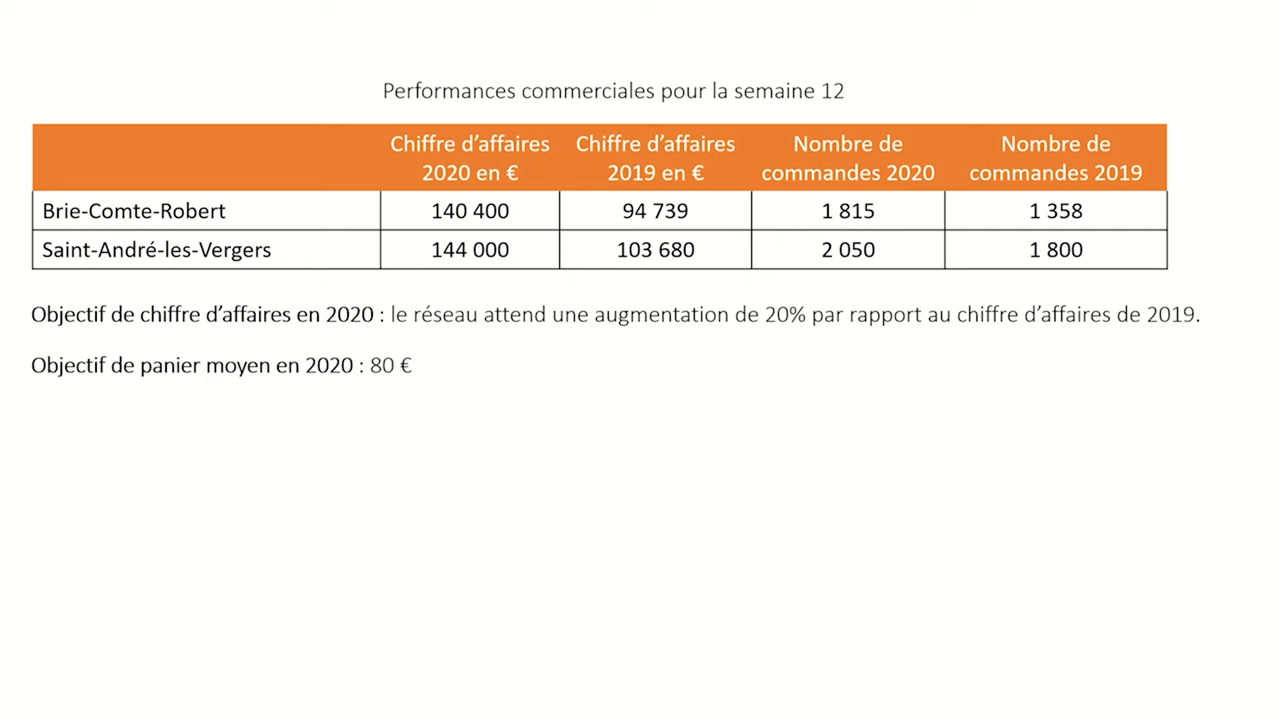 Performances commerciales pour la semaine 12
Chiffre d'affaires 2020 en € Chiffre d'affaires 2019 en € Nombre de commandes 2020 Nombre de commandes 2019
Brie-Comte-Robert 140 400 94 739 1 815 1 358
Saint-André-les-Vergers 144 000 103 680 2 050 1 800
Objectif de chiffre d'affaires en 2020 : le réseau attend une augmentation de 20% par rapport au chiffre d'affaires de 2019.
Objectif de panier moyen en 2020 : 80 €